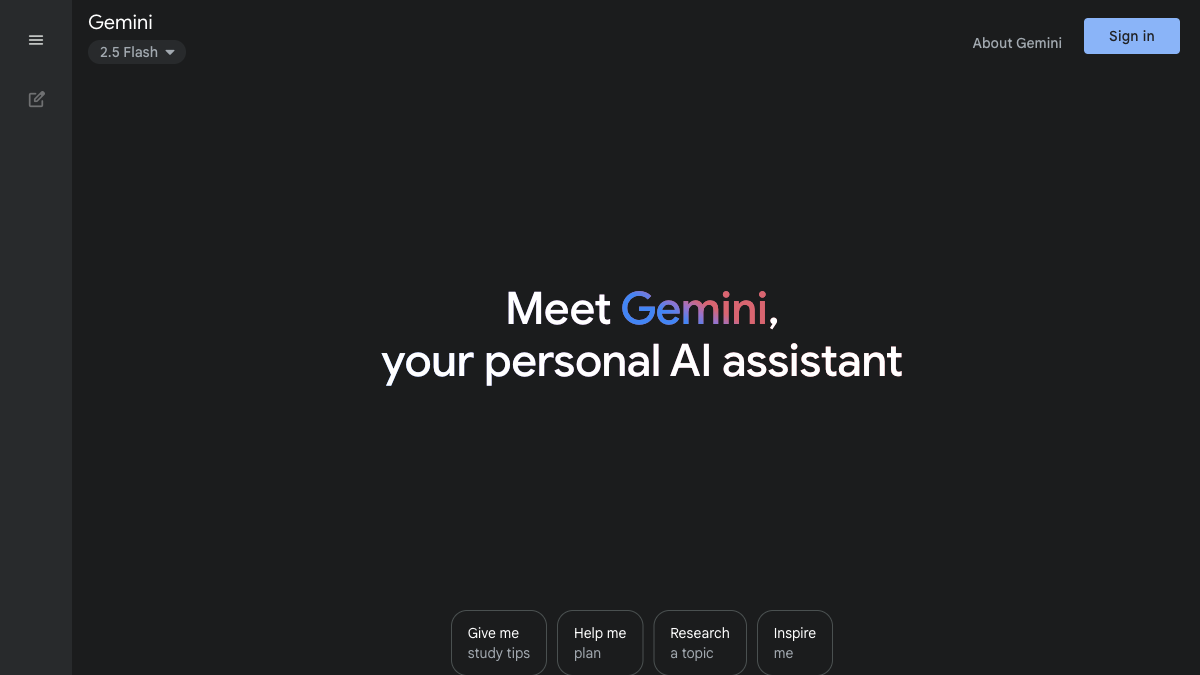 Gemini
2.5 Flash
About Gemini
Sign in
Meet Gemini,
your personal AI assistant
Give me
study tips
Help me
plan
Research
a topic
Inspire
me